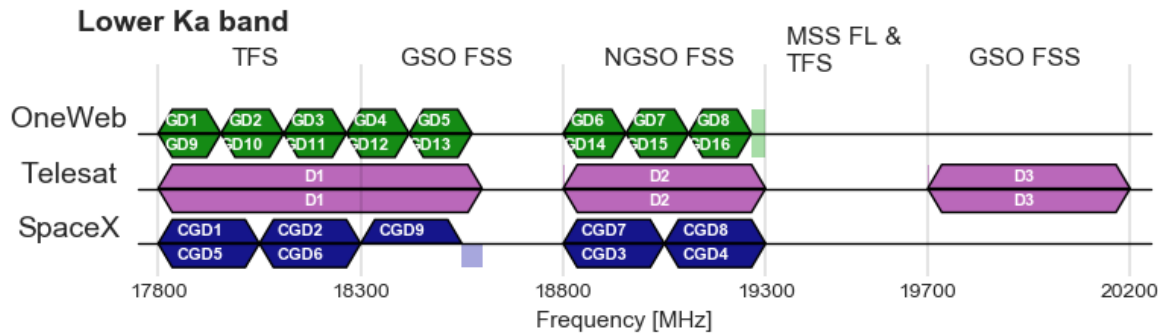 Lower Ka band
TFS GSO FSS NGSO FSS MSS FL &
TFS GSO FSS
OneWeb GD1 GD2 GD3 GD4 GD5 GD6 GD7 GD8
GD9 GD10 GD11 GD12 GD13 GD14 GD15 GD16
Telesat D1 D2 D3
D1 D2 D3
SpaceX CGD1 CGD2 CGD9 CGD7 CGD8
CGD5 CGD6 CGD3 CGD4
17800 18300 18800 19300 19700 20200
Frequency [MHz]